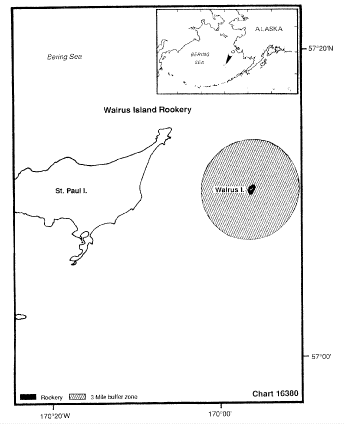 ALASKA
BERING
SEA
57°20'N
Bering Sea
Walrus Island Rookery
St. Paul I.
Walrus I.
57°00'
Rookery
3 Mile buffer zone
Chart 16380
170°20'W
170°00'